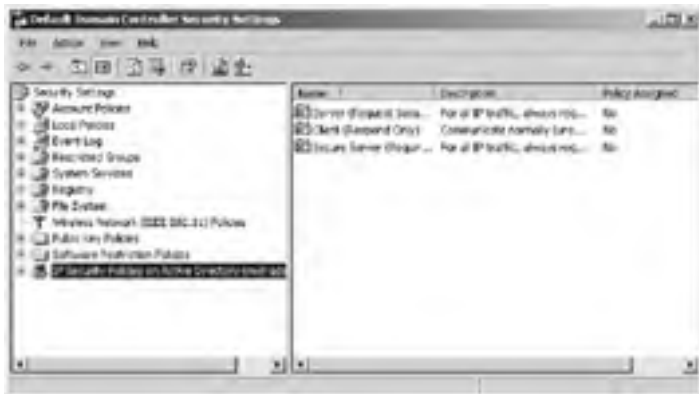 Default Domain Controller Security Settings
File Action View Help
Security Settings
Account Policies
Local Policies
Event Log
Restricted Groups
System Services
Registry
File System
Wireless Network (IEEE 802.11) Policies
Public Key Policies
Software Restriction Policies
IP Security Policies on Active Directory
Name Description Policy Assigned
Server (Request Secu... For all IP traffic, always req... No
Client (Respond Only) Communicate normally (uns... No
Secure Server (Requir... For all IP traffic, always req... No